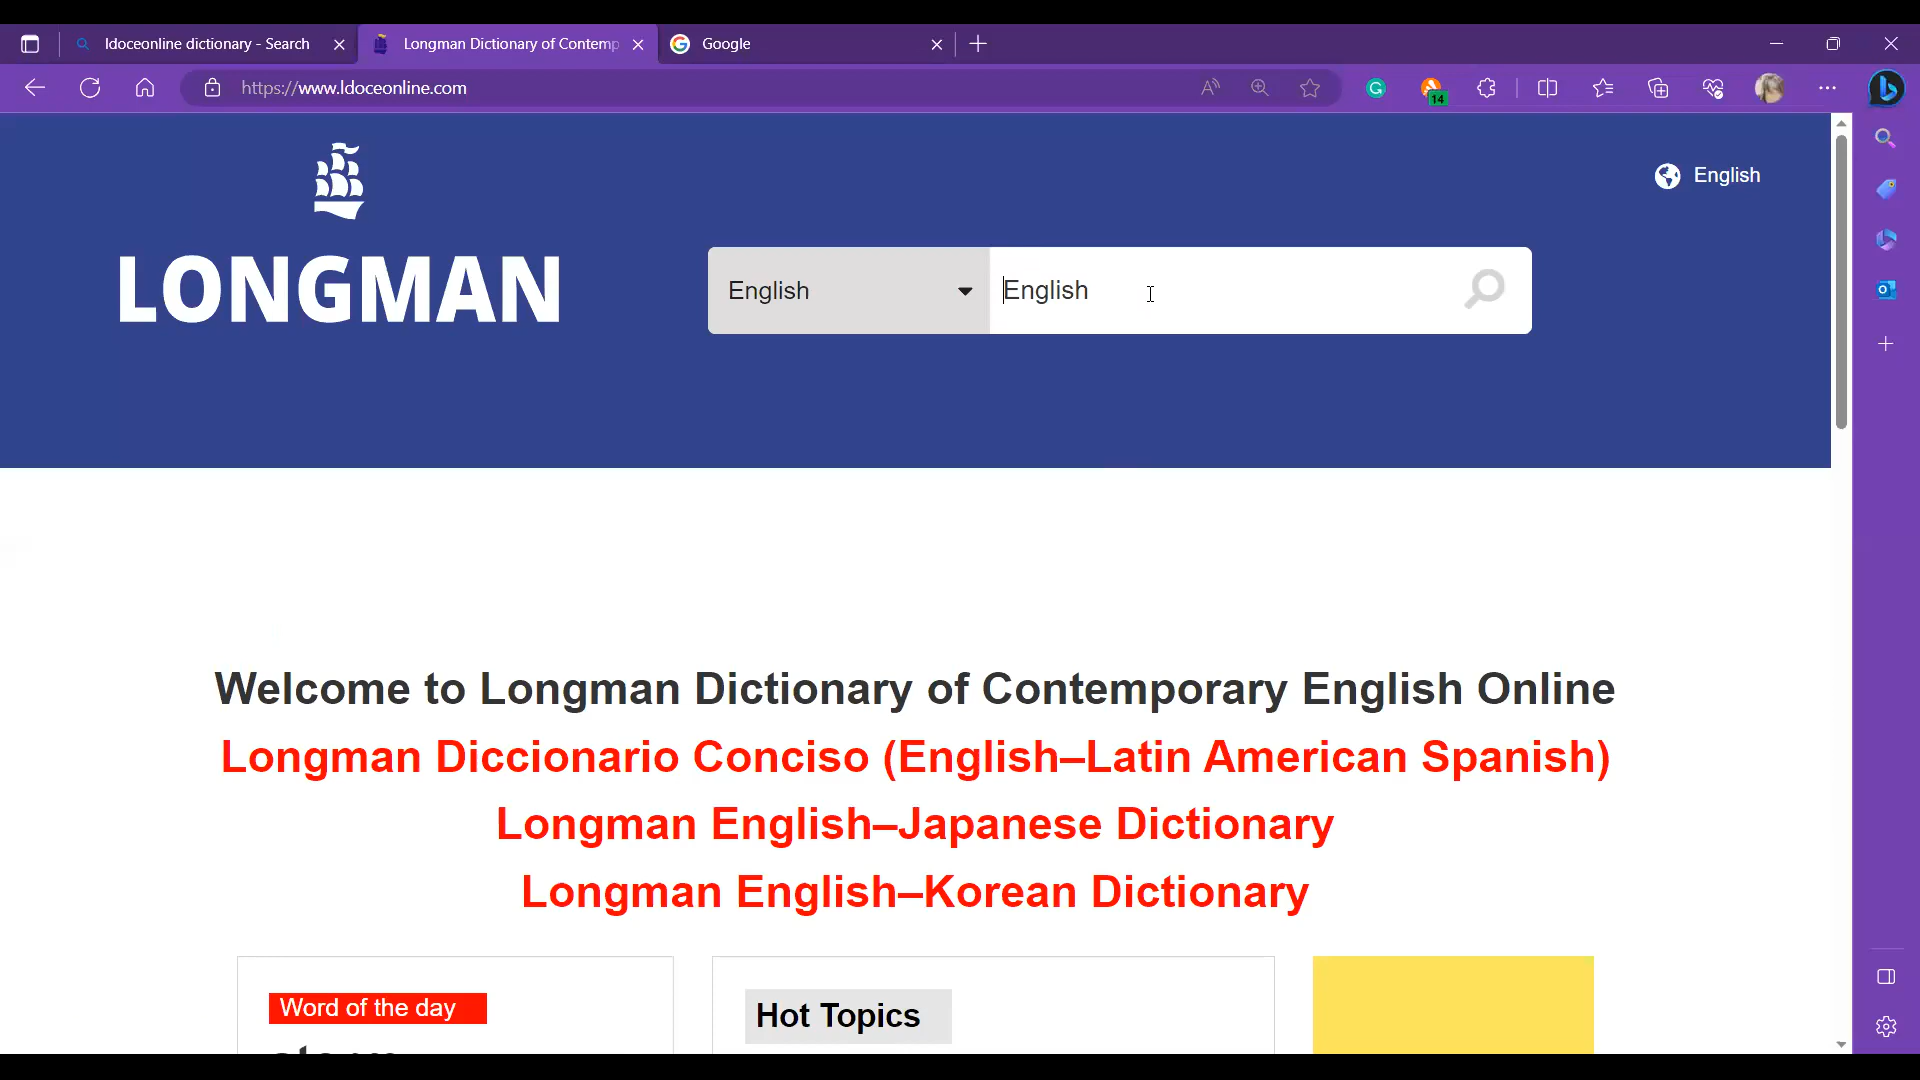 ldoceonline dictionary - Search
Longman Dictionary of Contemp
Google
https://www.ldoceonline.com
14
English
LONGMAN
English
English
Welcome to Longman Dictionary of Contemporary English Online
Longman Diccionario Conciso (English–Latin American Spanish)
Longman English–Japanese Dictionary
Longman English–Korean Dictionary
Word of the day
Hot Topics